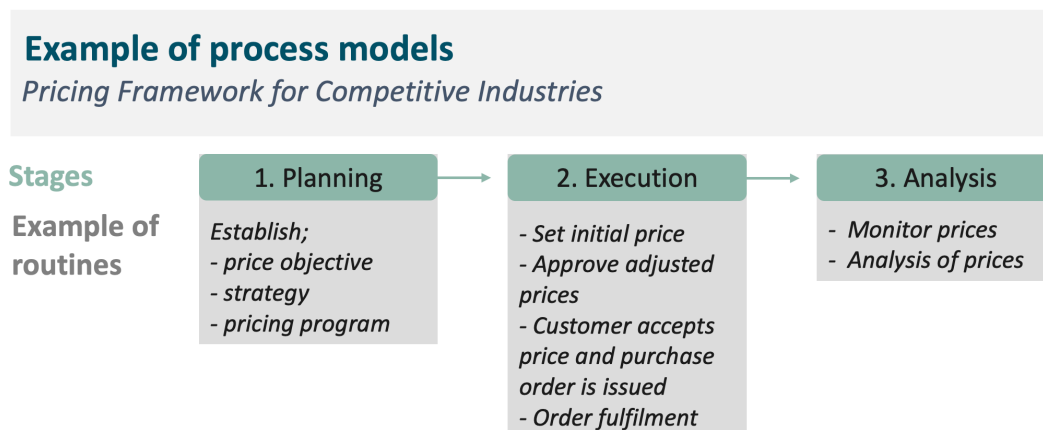 Example of process models
Pricing Framework for Competitive Industries
Stages
Example of
routines
1. Planning
Establish;
- price objective
- strategy
- pricing program
2. Execution
- Set initial price
- Approve adjusted
prices
- Customer accepts
price and purchase
order is issued
- Order fulfilment
3. Analysis
- Monitor prices
- Analysis of prices